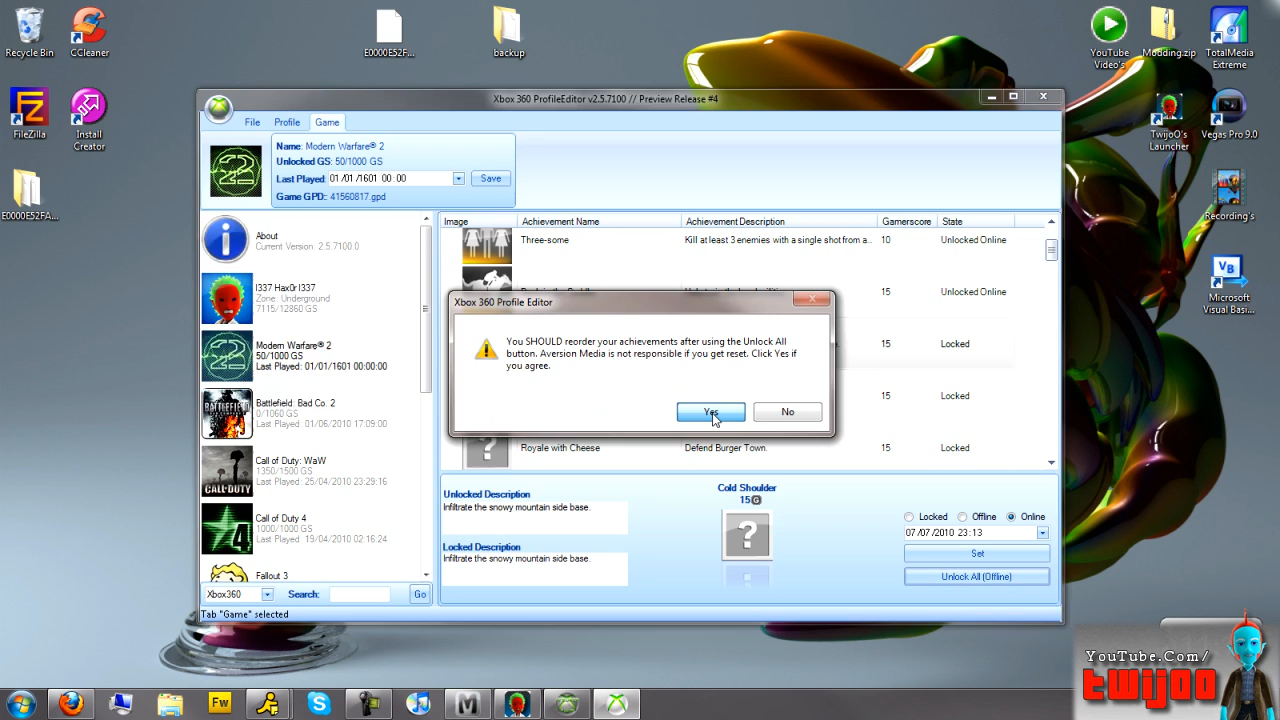 Recycle Bin
CCleaner
E0000E52F...
backup
YouTube Video's
Modding.zip
TotalMedia Extreme
FileZilla
Install Creator
TwijoO's Launcher
Vegas Pro 9.0
E0000E52FA...
Recording's
Microsoft Visual Basi...
Xbox 360 ProfileEditor v2.5.7100 // Preview Release #4
File Profile Game
Name: Modern Warfare® 2
Unlocked GS: 50/1000 GS
Last Played: 01/01/1601 00:00 Save
Game GPD: 41560817.gpd
About
Current Version: 2.5.7100.0
l337 Hax0r l337
Zone: Underground
7115/12860 GS
Modern Warfare® 2
50/1000 GS
Last Played: 01/01/1601 00:00:00
Battlefield: Bad Co. 2
0/1060 GS
Last Played: 01/06/2010 17:09:00
Call of Duty: WaW
1350/1500 GS
Last Played: 25/04/2010 23:29:16
Call of Duty 4
1000/1000 GS
Last Played: 19/04/2010 02:16:24
Fallout 3
Xbox360 Search: Go
Tab "Game" selected
Image Achievement Name Achievement Description Gamerscore State
Three-some Kill at least 3 enemies with a single shot from a... 10 Unlocked Online
15 Unlocked Online
15 Locked
15 Locked
Royale with Cheese Defend Burger Town. 15 Locked
Xbox 360 Profile Editor
You SHOULD reorder your achievements after using the Unlock All
button. Aversion Media is not responsible if you get reset. Click Yes if
you agree.
Yes No
Unlocked Description
Infiltrate the snowy mountain side base.
Locked Description
Infiltrate the snowy mountain side base.
Cold Shoulder
15G
Locked Offline Online
07/07/2010 23:13
Set
Unlock All (Offline)
BATTLEFIELD
CALL DUTY
4
Fw
VB
YouTube.Com/
twijoo